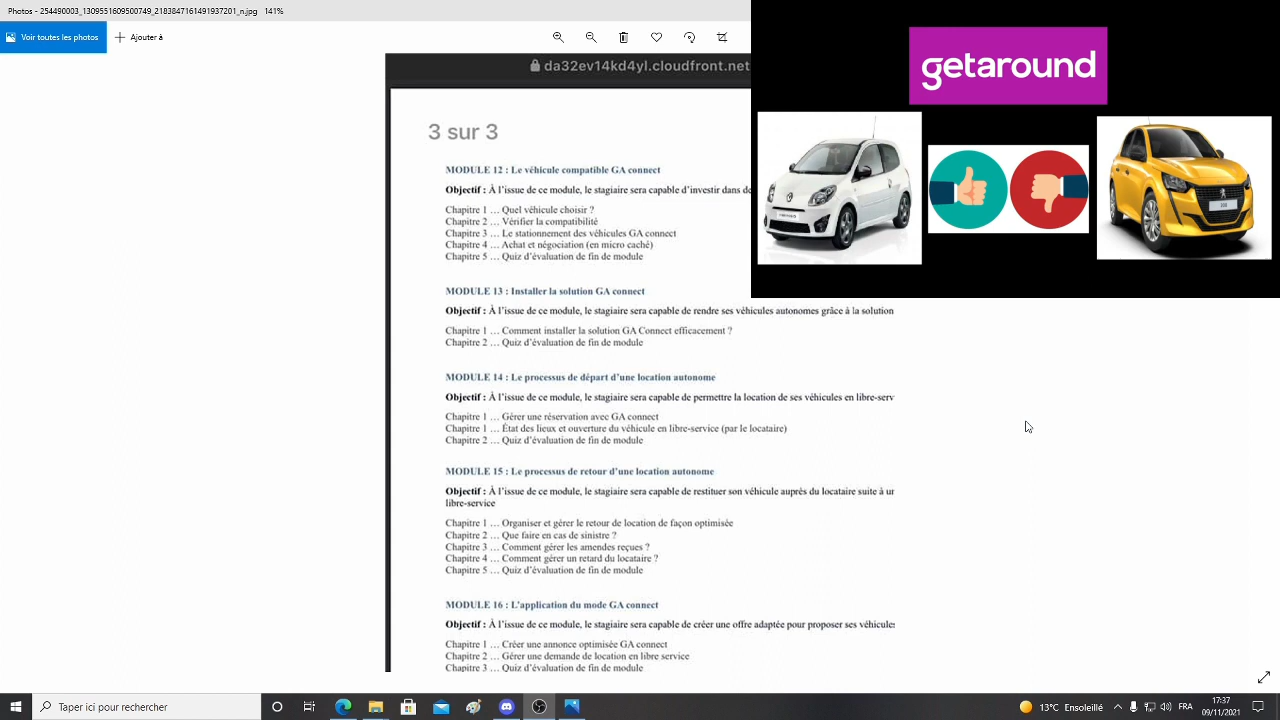 Photos - 254490003_1309551609500749_2183847161491937201_n.jpg - 141%
Voir toutes les photos
Ajouter à
da32ev14kd4yl.cloudfront.net
getaround
3 sur 3
MODULE 12 : Le véhicule compatible GA connect
Objectif : À l'issue de ce module, le stagiaire sera capable d'investir dans
Chapitre 1 … Quel véhicule choisir ?
Chapitre 2 … Vérifier la compatibilité
Chapitre 3 … Le stationnement des véhicules GA connect
Chapitre 4 … Achat et négociation (en micro caché)
Chapitre 5 … Quiz d'évaluation de fin de module
MODULE 13 : Installer la solution GA connect
Objectif : À l'issue de ce module, le stagiaire sera capable de rendre ses véhicules autonomes grâce à la solution
Chapitre 1 … Comment installer la solution GA Connect efficacement ?
Chapitre 2 … Quiz d'évaluation de fin de module
MODULE 14 : Le processus de départ d'une location autonome
Objectif : À l'issue de ce module, le stagiaire sera capable de permettre la location de ses véhicules en libre-serv
Chapitre 1 … Gérer une réservation avec GA connect
Chapitre 1 … État des lieux et ouverture du véhicule en libre-service (par le locataire)
Chapitre 2 … Quiz d'évaluation de fin de module
MODULE 15 : Le processus de retour d'une location autonome
Objectif : À l'issue de ce module, le stagiaire sera capable de restituer son véhicule auprès du locataire suite à un
libre-service
Chapitre 1 … Organiser et gérer le retour de location de façon optimisée
Chapitre 2 … Que faire en cas de sinistre ?
Chapitre 3 … Comment gérer les amendes reçues ?
Chapitre 4 … Comment gérer un retard du locataire ?
Chapitre 5 … Quiz d'évaluation de fin de module
MODULE 16 : L'application du mode GA connect
Objectif : À l'issue de ce module, le stagiaire sera capable de créer une offre adaptée pour proposer ses véhicules
Chapitre 1 … Créer une annonce optimisée GA connect
Chapitre 2 … Gérer une demande de location en libre service
Chapitre 3 … Quiz d'évaluation de fin de module
Taper ici pour rechercher
13°C
FRA
17:27
09/11/2021